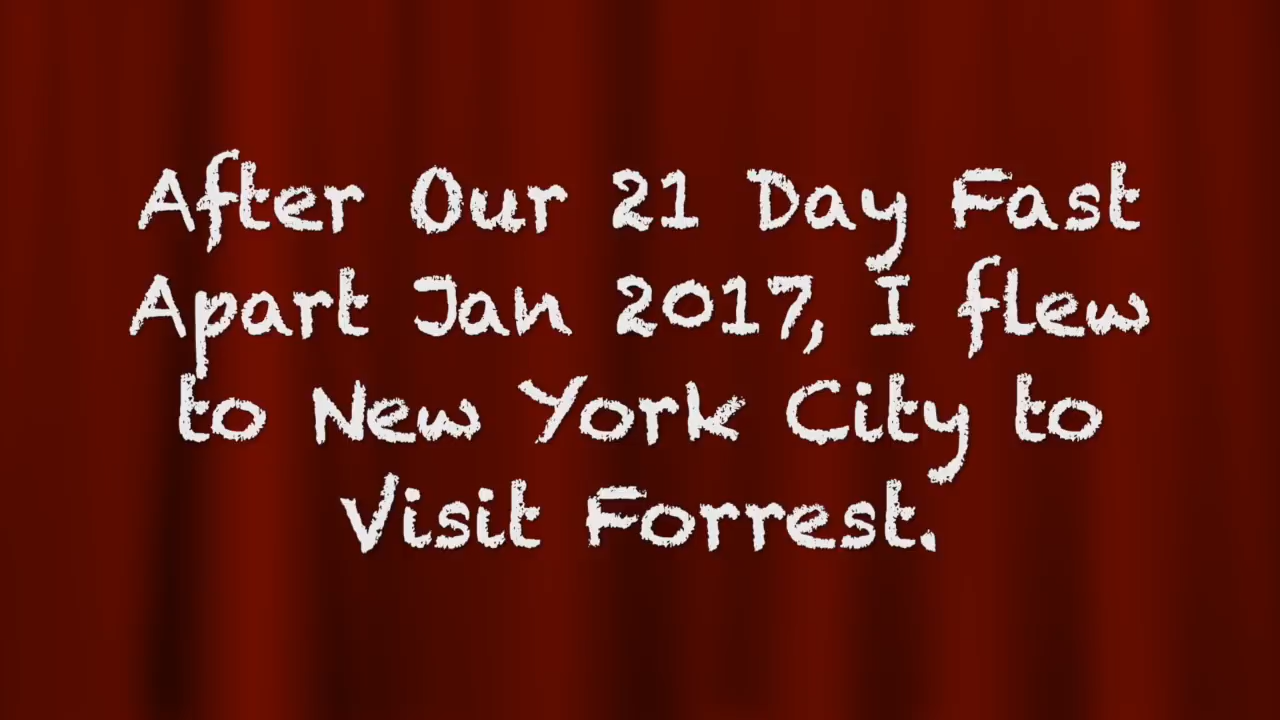 After Our 21 Day Fast
Apart Jan 2017, I flew
to New York City to
Visit Forrest.